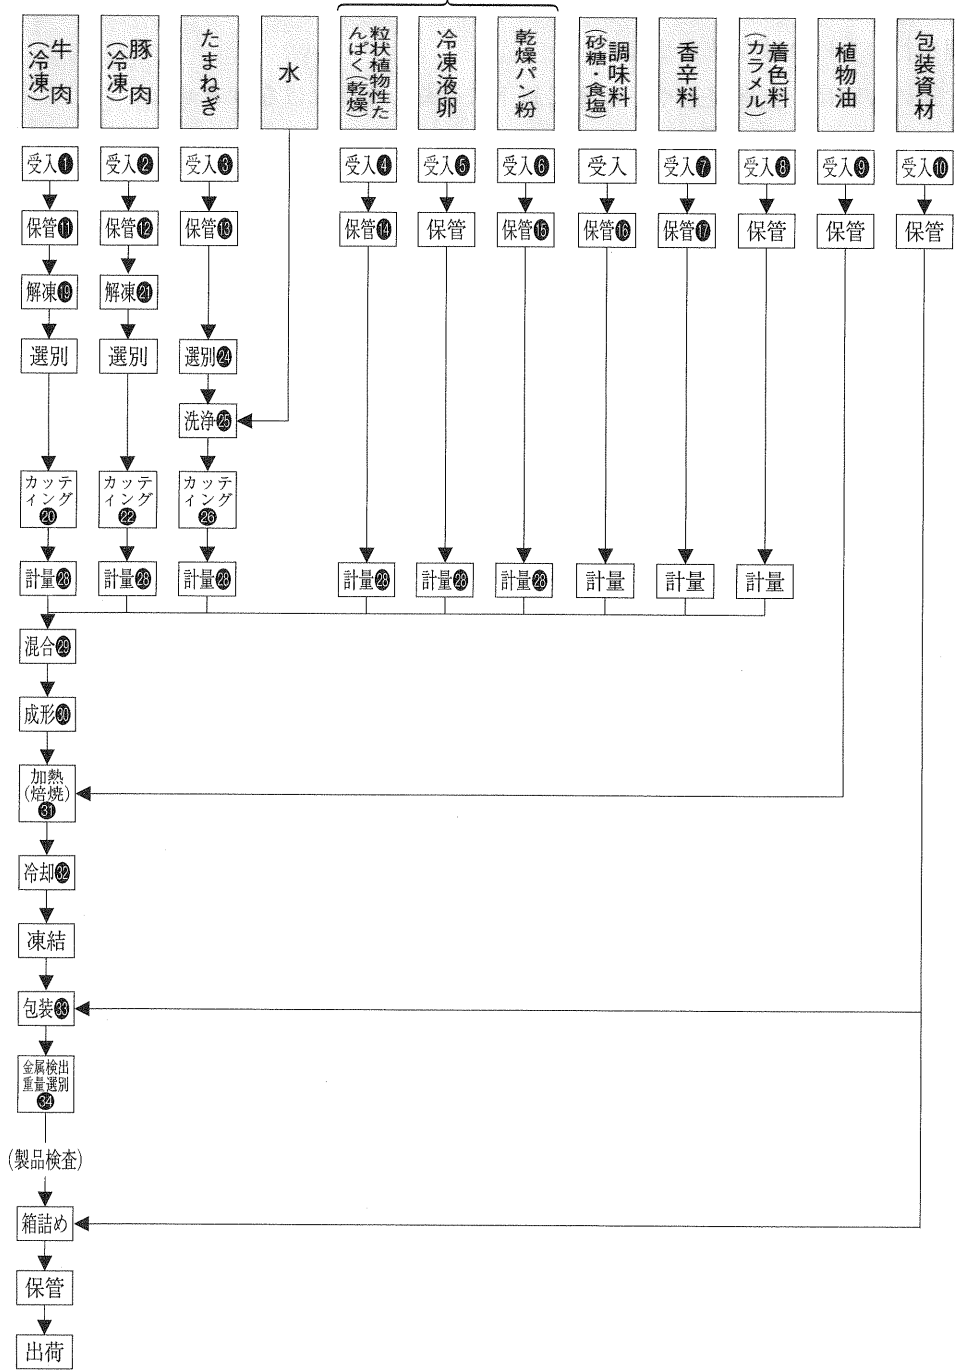 牛肉
(冷凍)
豚肉
(冷凍)
たまねぎ
水
粒状植物性た
んぱく(乾燥)
冷凍液卵
乾燥パン粉
調味料
(砂糖・食塩)
香辛料
着色料
(カラメル)
植物油
包装資材
受入❶
受入❷
受入❸
受入❹
受入❺
受入❻
受入
受入❼
受入❽
受入❾
受入❿
保管⓫
保管⓬
保管⓭
保管⓮
保管
保管⓯
保管⓰
保管⓱
保管
保管
保管
解凍⓳
解凍㉑
選別
選別
選別㉔
洗浄㉕
カッテ
ィング
⓴
カッテ
ィング
㉒
カッテ
ィング
㉖
計量㉘
計量㉘
計量㉘
計量㉘
計量㉘
計量㉘
計量
計量
計量
混合㉙
成形㉚
加熱
(焙焼)
㉛
冷却㉜
凍結
包装㉝
金属検出
重量選別
㉞
(製品検査)
箱詰め
保管
出荷